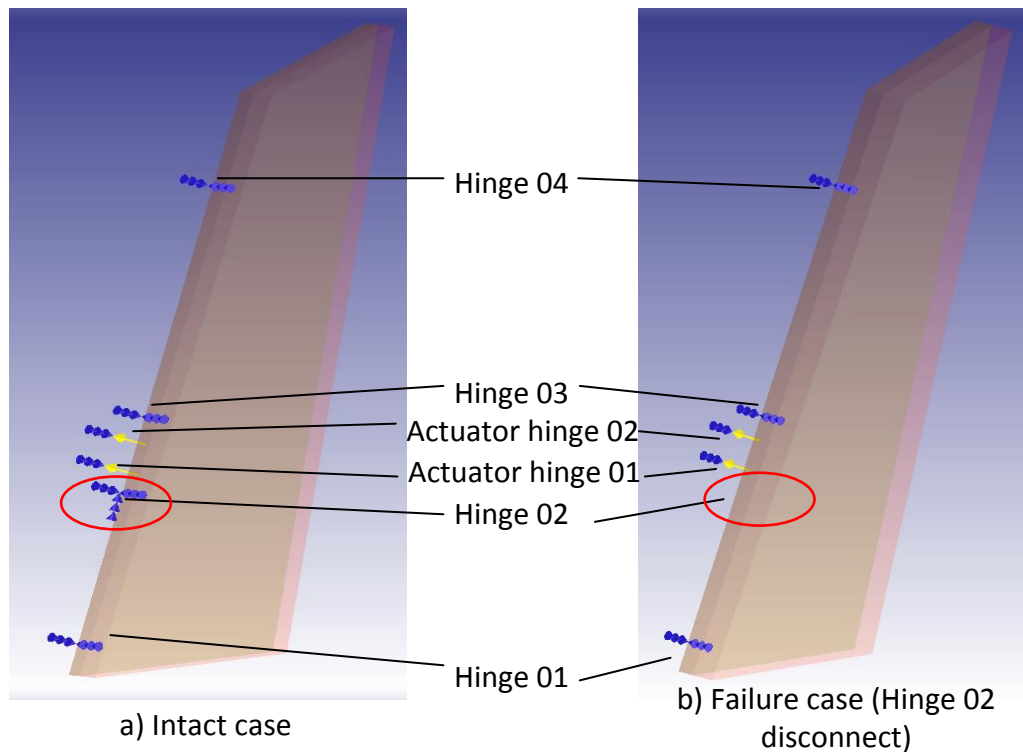 Hinge 04
Hinge 03
Actuator hinge 02
Actuator hinge 01
Hinge 02
Hinge 01
a) Intact case
b) Failure case (Hinge 02
disconnect)